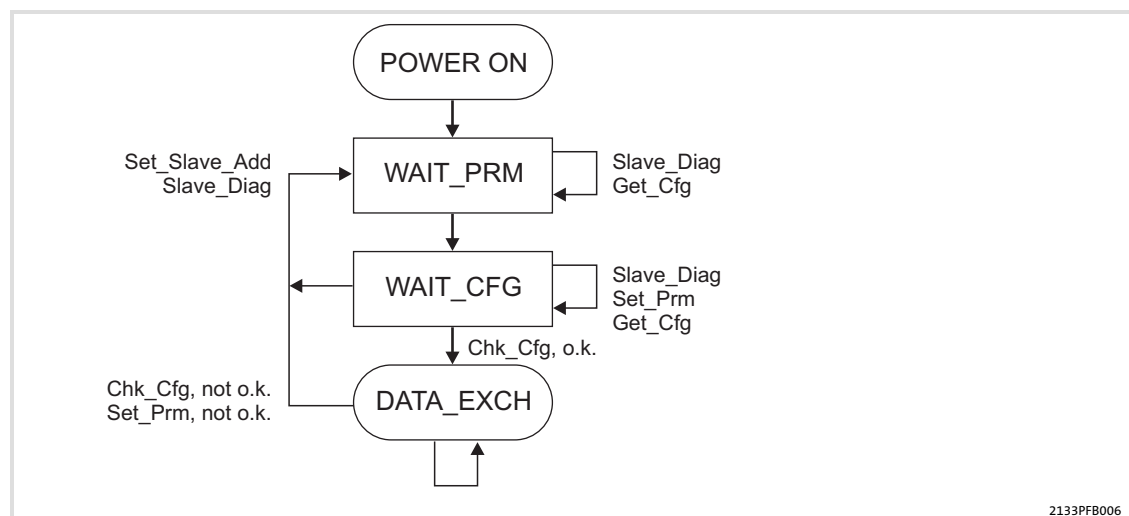 POWER ON
Set_Slave_Add
Slave_Diag
WAIT_PRM
Slave_Diag
Get_Cfg
WAIT_CFG
Slave_Diag
Set_Prm
Get_Cfg
Chk_Cfg, o.k.
Chk_Cfg, not o.k.
Set_Prm, not o.k.
DATA_EXCH
2133PFB006